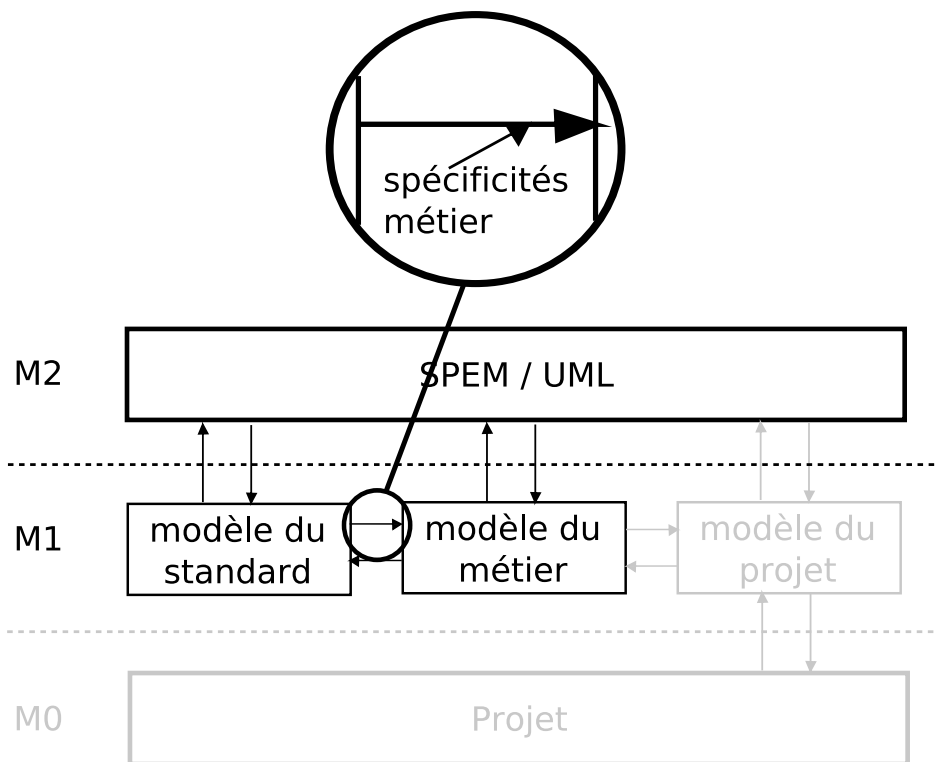 spécificités
métier
M2
SPEM / UML
M1
modèle du
standard
modèle du
métier
modèle du
projet
M0
Projet